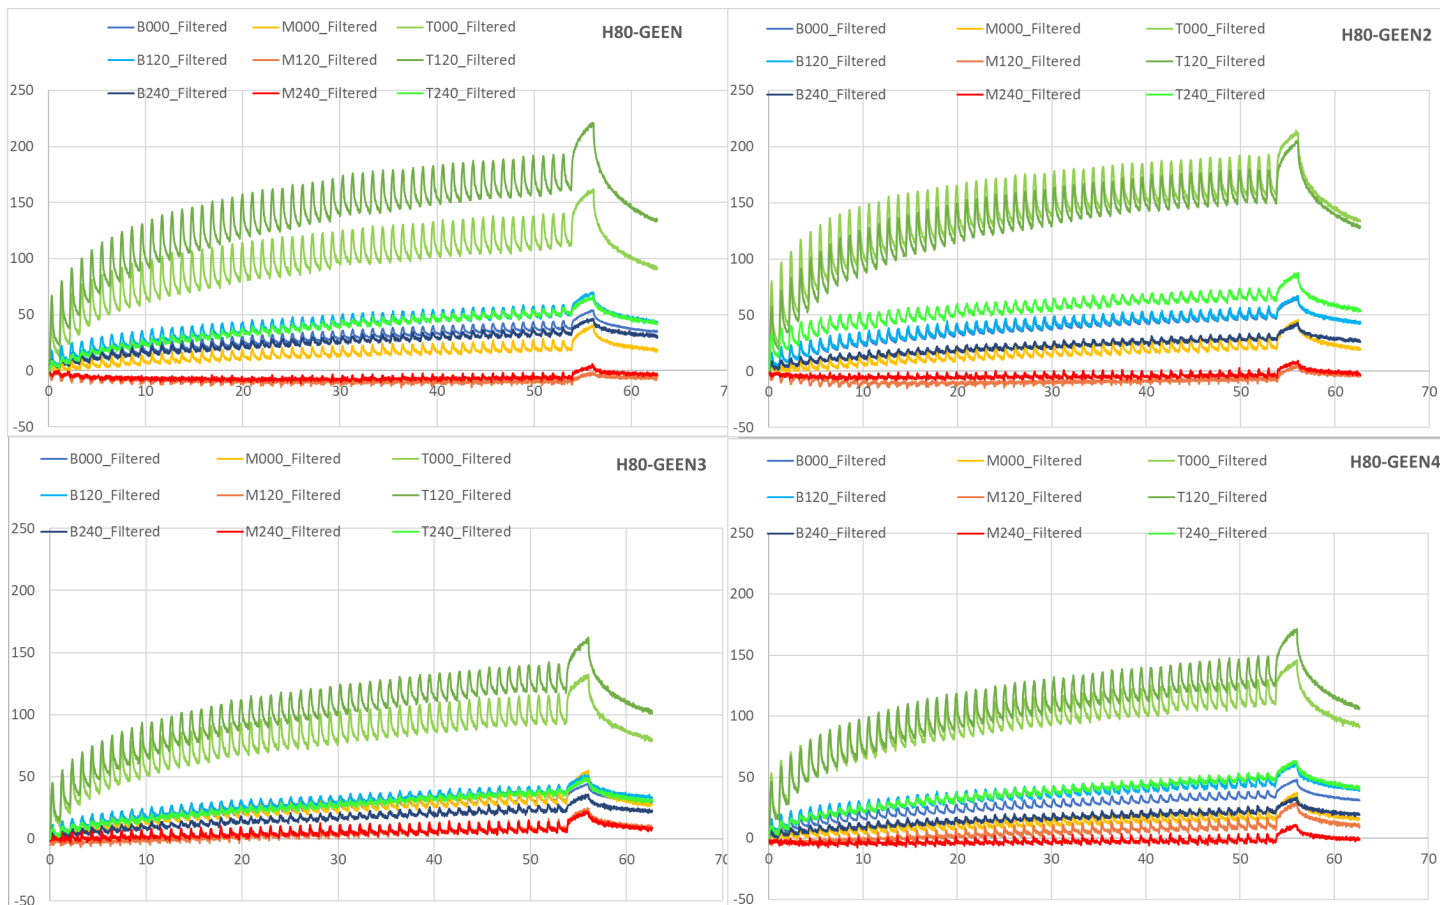 B000_Filtered M000_Filtered T000_Filtered H80-GEEN
B120_Filtered M120_Filtered T120_Filtered
B240_Filtered M240_Filtered T240_Filtered
250
200
150
100
50
0
-50
0 10 20 30 40 50 60 7
B000_Filtered M000_Filtered T000_Filtered H80-GEEN2
B120_Filtered M120_Filtered T120_Filtered
B240_Filtered M240_Filtered T240_Filtered
250
200
150
100
50
0
-50
0 10 20 30 40 50 60 70
B000_Filtered M000_Filtered T000_Filtered H80-GEEN3
B120_Filtered M120_Filtered T120_Filtered
B240_Filtered M240_Filtered T240_Filtered
250
200
150
100
50
0
-50
0 10 20 30 40 50 60 70
B000_Filtered M000_Filtered T000_Filtered H80-GEEN4
B120_Filtered M120_Filtered T120_Filtered
B240_Filtered M240_Filtered T240_Filtered
250
200
150
100
50
0
-50
0 10 20 30 40 50 60 70